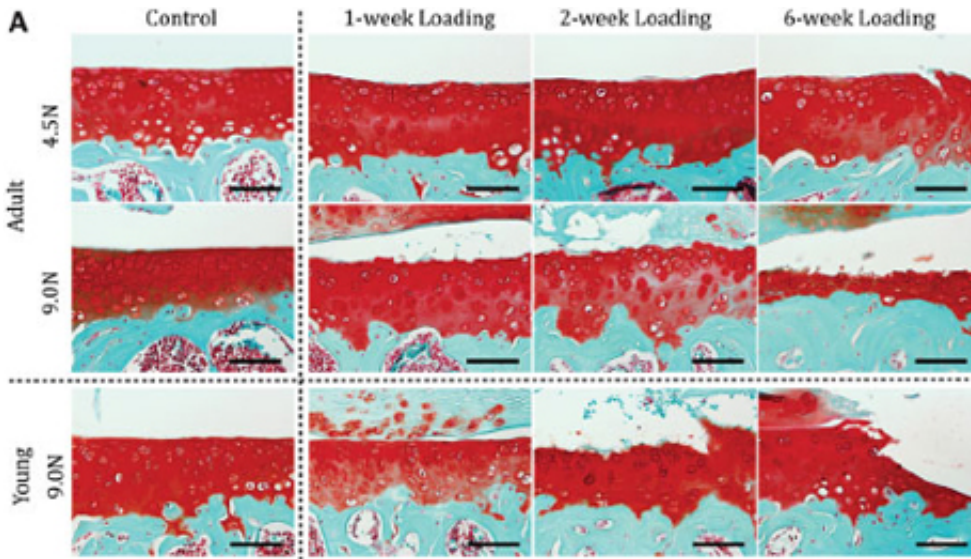 A
Control 1-week Loading 2-week Loading 6-week Loading
Adult
4.5N
9.0N
Young
9.0N